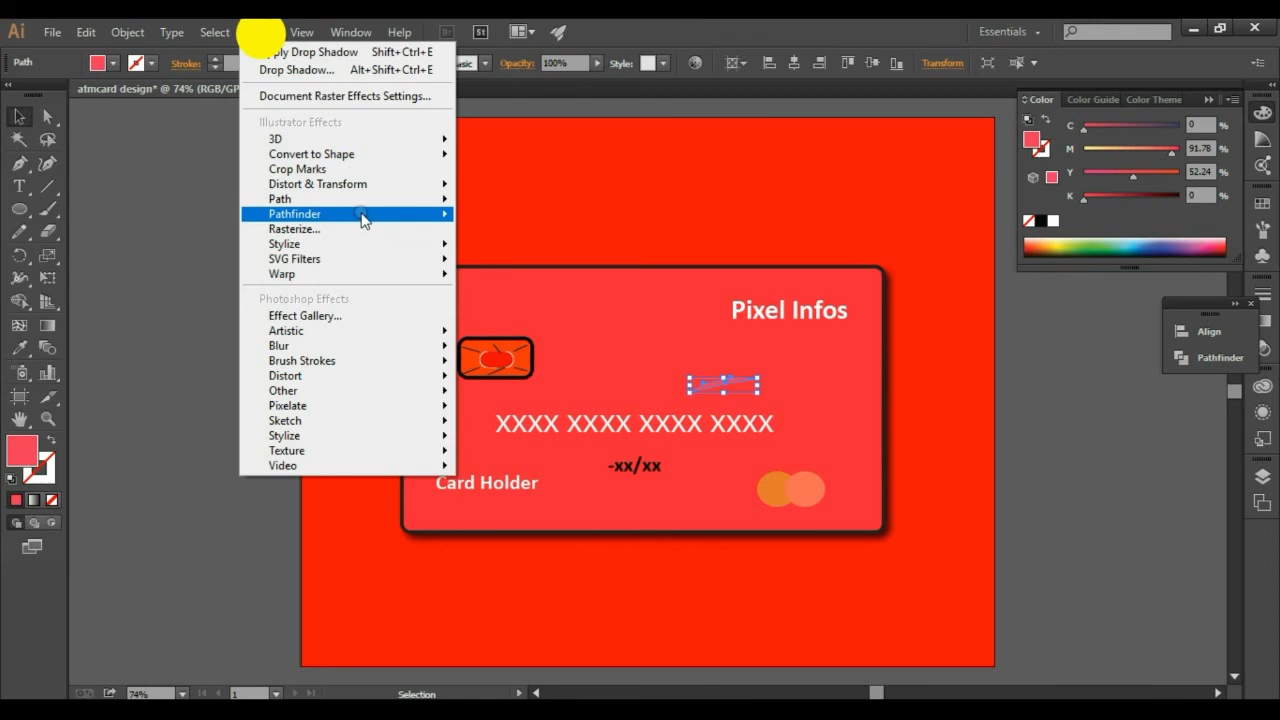 Ai File Edit Object Type Select View Window Help St Essentials
Path Stroke: Basic Opacity: 100% Style: Transform
atmcard design* @ 74% (RGB/GP
Apply Drop Shadow Shift+Ctrl+E
Drop Shadow... Alt+Shift+Ctrl+E
Document Raster Effects Settings...
Illustrator Effects
3D
Convert to Shape
Crop Marks
Distort & Transform
Path
Pathfinder
Rasterize...
Stylize
SVG Filters
Warp
Photoshop Effects
Effect Gallery...
Artistic
Blur
Brush Strokes
Distort
Other
Pixelate
Sketch
Stylize
Texture
Video
Pixel Infos
XXXX XXXX XXXX XXXX
-xx/xx
Card Holder
Color Color Guide Color Theme
C 0 %
M 91.78 %
Y 52.24 %
K 0 %
Align
Pathfinder
74% 1 Selection